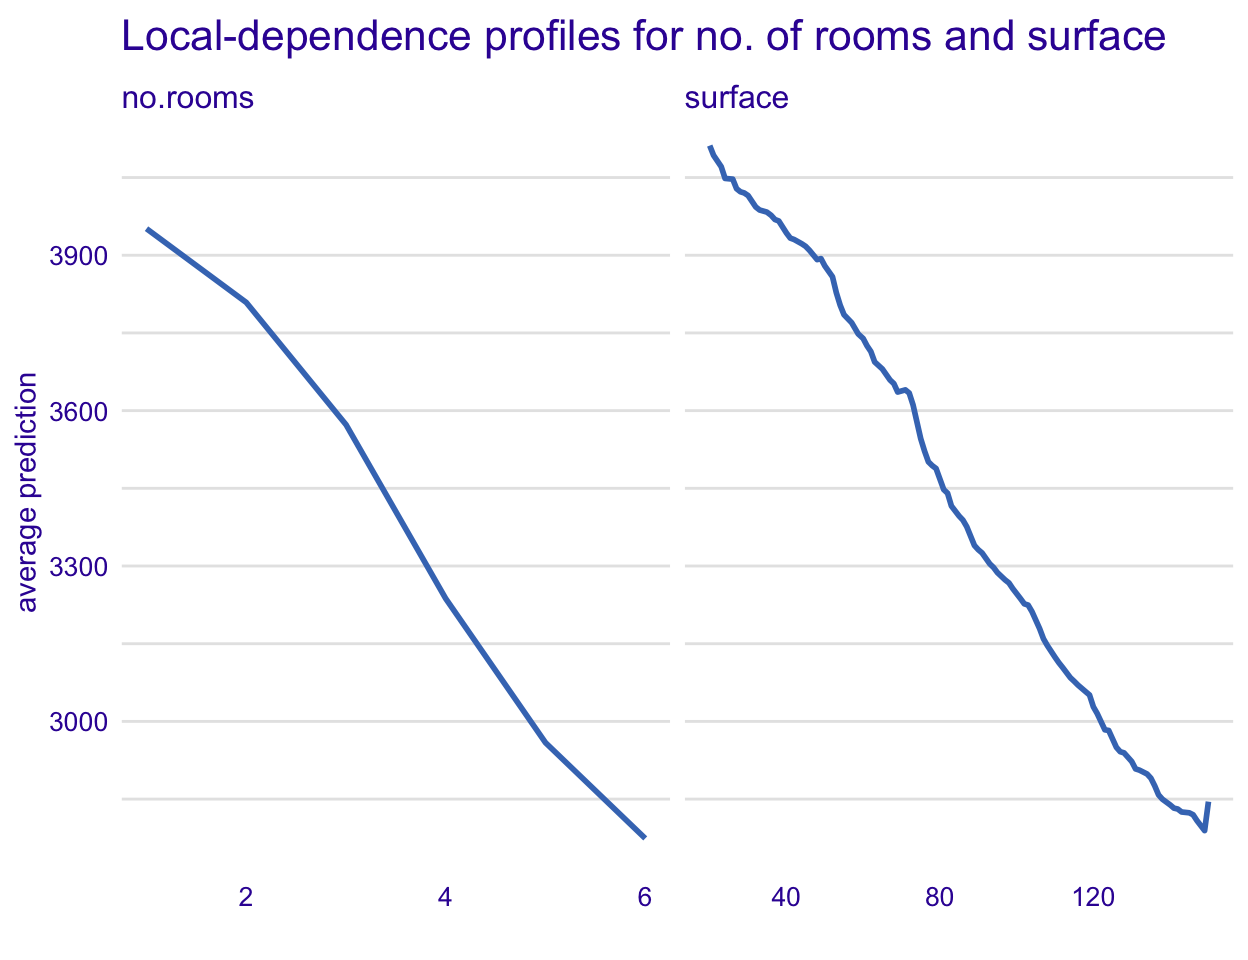 Local-dependence profiles for no. of rooms and surface
no.rooms
surface
average prediction
3900
3600
3300
3000
2
4
6
40
80
120